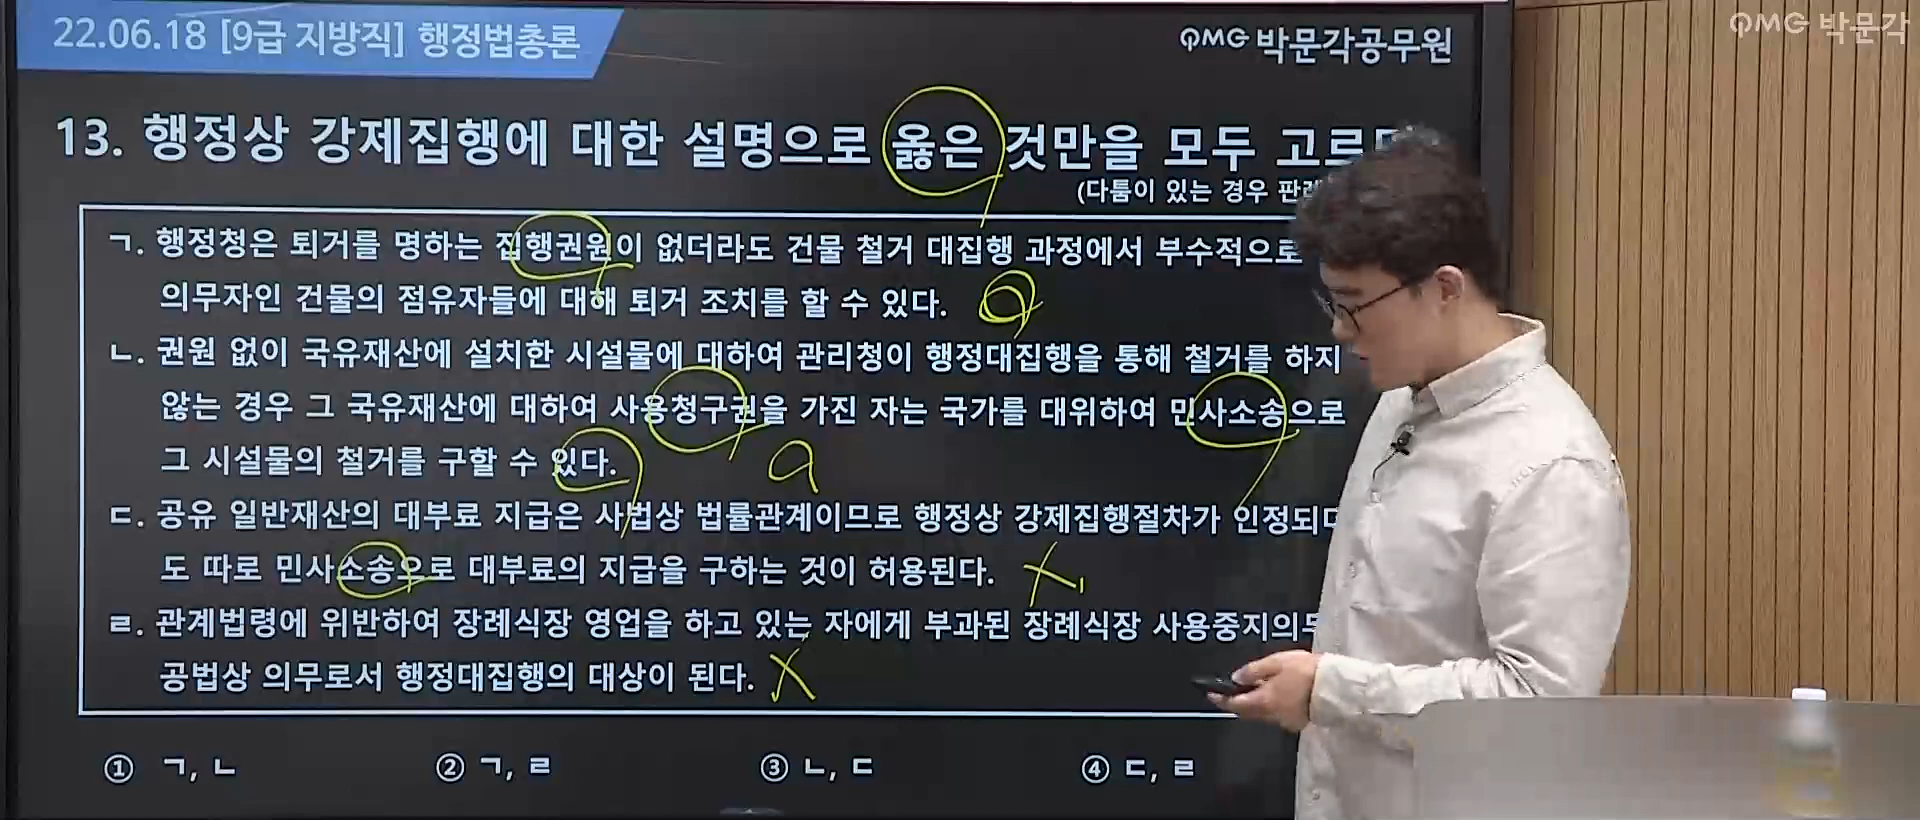 22.06.18 [9급 지방직] 행정법총론
PMG 박문각공무원
PMG 박문각
13. 행정상 강제집행에 대한 설명으로 옳은 것만을 모두 고르
(다툼이 있는 경우 판례
ㄱ. 행정청은 퇴거를 명하는 집행권원이 없더라도 건물 철거 대집행 과정에서 부수적으로
의무자인 건물의 점유자들에 대해 퇴거 조치를 할 수 있다.
ㄴ. 권원 없이 국유재산에 설치한 시설물에 대하여 관리청이 행정대집행을 통해 철거를 하지
않는 경우 그 국유재산에 대하여 사용청구권을 가진 자는 국가를 대위하여 민사소송으로
그 시설물의 철거를 구할 수 있다.
ㄷ. 공유 일반재산의 대부료 지급은 사법상 법률관계이므로 행정상 강제집행절차가 인정되더
도 따로 민사소송으로 대부료의 지급을 구하는 것이 허용된다.
ㄹ. 관계법령에 위반하여 장례식장 영업을 하고 있는 자에게 부과된 장례식장 사용중지의무
공법상 의무로서 행정대집행의 대상이 된다.
① ㄱ, ㄴ ② ㄱ, ㄹ ③ ㄴ, ㄷ ④ ㄷ, ㄹ